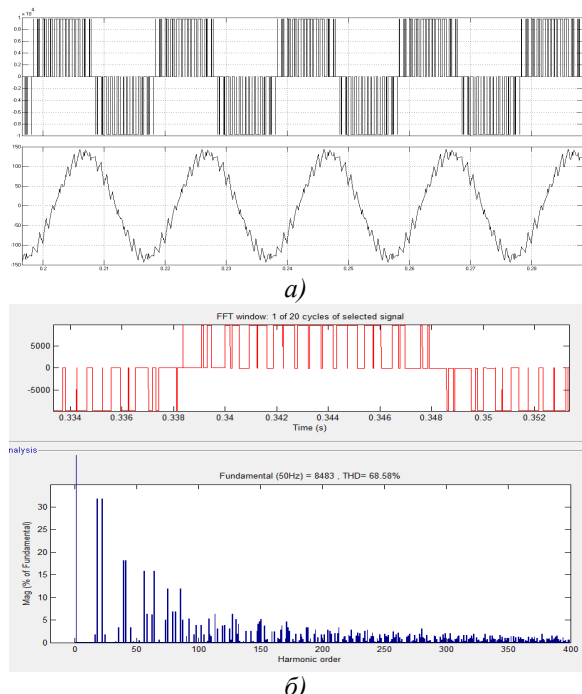 x 10⁴
1
0.8
0.6
0.4
0.2
0
0.2
0.4
0.6
0.8
1
150
100
50
0
-50
-100
-150
0.2 0.21 0.22 0.23 0.24 0.25 0.26 0.27 0.28
а)
FFT window: 1 of 20 cycles of selected signal
5000
0
-5000
0.334 0.336 0.338 0.34 0.342 0.344 0.346 0.348 0.35 0.352
Time (s)
nalysis
Fundamental (50Hz) = 8483 , THD= 68.58%
Mag (% of Fundamental)
30
25
20
15
10
5
0
0 50 100 150 200 250 300 350 400
Harmonic order
б)